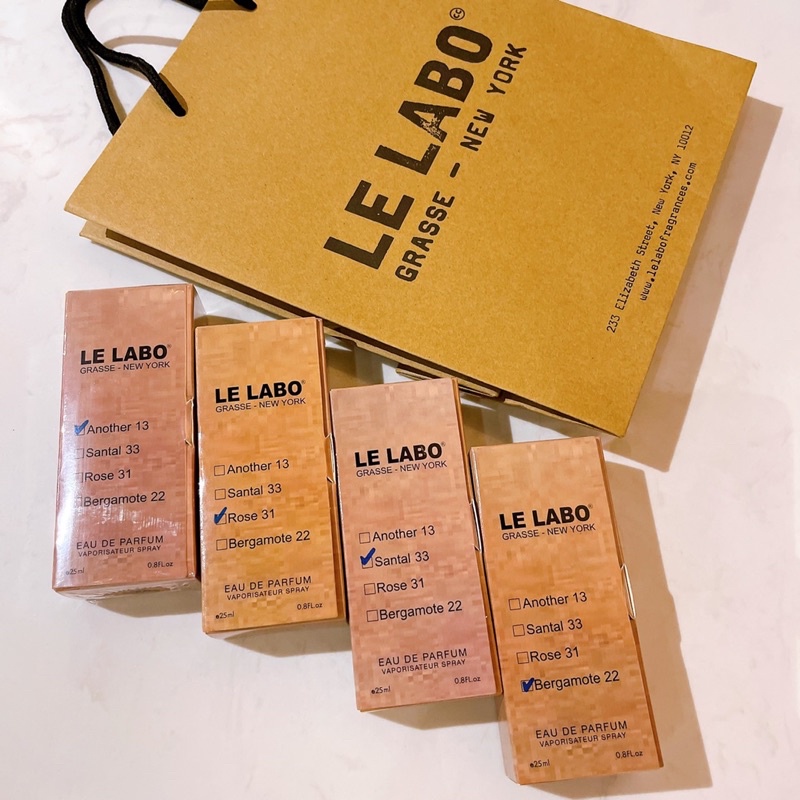 LE LABO
GRASSE – NEW YORK
233 Elizabeth Street, New York, NY 10012
www.lelabofragrances.com
LE LABO®
GRASSE - NEW YORK
Another 13
Santal 33
Rose 31
Bergamote 22
EAU DE PARFUM
VAPORISATEUR SPRAY
e25ml 0.8FL.oz
LE LABO®
GRASSE - NEW YORK
Another 13
Santal 33
Rose 31
Bergamote 22
EAU DE PARFUM
VAPORISATEUR SPRAY
e25ml 0.8FL.oz
LE LABO®
GRASSE - NEW YORK
Another 13
Santal 33
Rose 31
Bergamote 22
EAU DE PARFUM
VAPORISATEUR SPRAY
e25ml 0.8FL.oz
LE LABO®
GRASSE - NEW YORK
Another 13
Santal 33
Rose 31
Bergamote 22
EAU DE PARFUM
VAPORISATEUR SPRAY
e25ml 0.8FL.oz